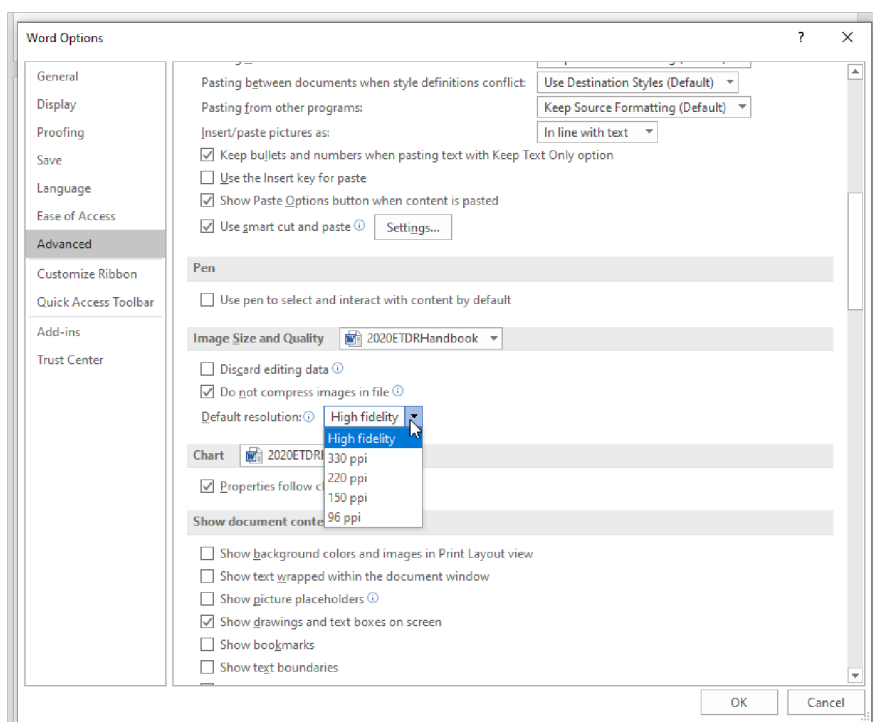 Word Options
?
General
Display
Proofing
Save
Language
Ease of Access
Advanced
Customize Ribbon
Quick Access Toolbar
Add-ins
Trust Center
Pasting between documents when style definitions conflict: Use Destination Styles (Default)
Pasting from other programs: Keep Source Formatting (Default)
Insert/paste pictures as: In line with text
Keep bullets and numbers when pasting text with Keep Text Only option
Use the Insert key for paste
Show Paste Options button when content is pasted
Use smart cut and paste Settings...
Pen
Use pen to select and interact with content by default
Image Size and Quality 2020ETDRHandbook
Discard editing data
Do not compress images in file
Default resolution: High fidelity
High fidelity
330 ppi
220 ppi
150 ppi
96 ppi
Chart 2020ETDR
Properties follow c
Show document conte
Show background colors and images in Print Layout view
Show text wrapped within the document window
Show picture placeholders
Show drawings and text boxes on screen
Show bookmarks
Show text boundaries
OK Cancel